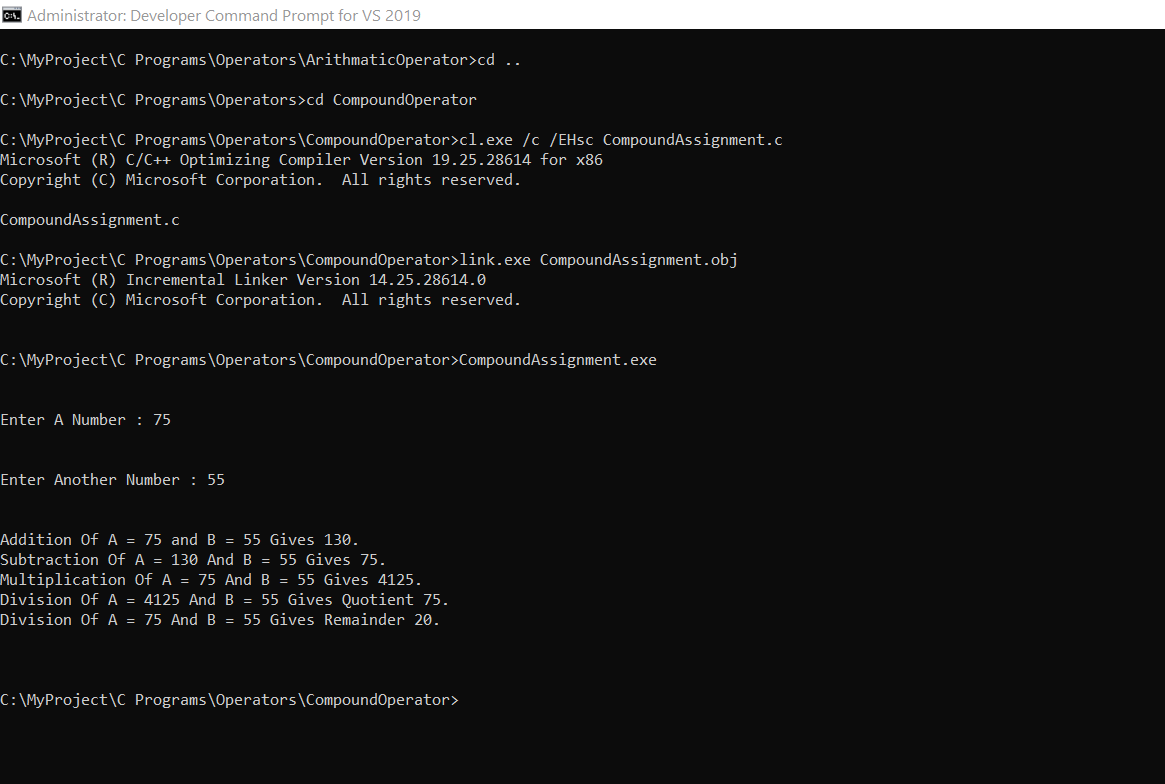 Administrator: Developer Command Prompt for VS 2019
C:\MyProject\C Programs\Operators\ArithmaticOperator>cd ..
C:\MyProject\C Programs\Operators>cd CompoundOperator
C:\MyProject\C Programs\Operators\CompoundOperator>cl.exe /c /EHsc CompoundAssignment.c
Microsoft (R) C/C++ Optimizing Compiler Version 19.25.28614 for x86
Copyright (C) Microsoft Corporation.  All rights reserved.
CompoundAssignment.c
C:\MyProject\C Programs\Operators\CompoundOperator>link.exe CompoundAssignment.obj
Microsoft (R) Incremental Linker Version 14.25.28614.0
Copyright (C) Microsoft Corporation.  All rights reserved.
C:\MyProject\C Programs\Operators\CompoundOperator>CompoundAssignment.exe
Enter A Number : 75
Enter Another Number : 55
Addition Of A = 75 and B = 55 Gives 130.
Subtraction Of A = 130 And B = 55 Gives 75.
Multiplication Of A = 75 And B = 55 Gives 4125.
Division Of A = 4125 And B = 55 Gives Quotient 75.
Division Of A = 75 And B = 55 Gives Remainder 20.
C:\MyProject\C Programs\Operators\CompoundOperator>